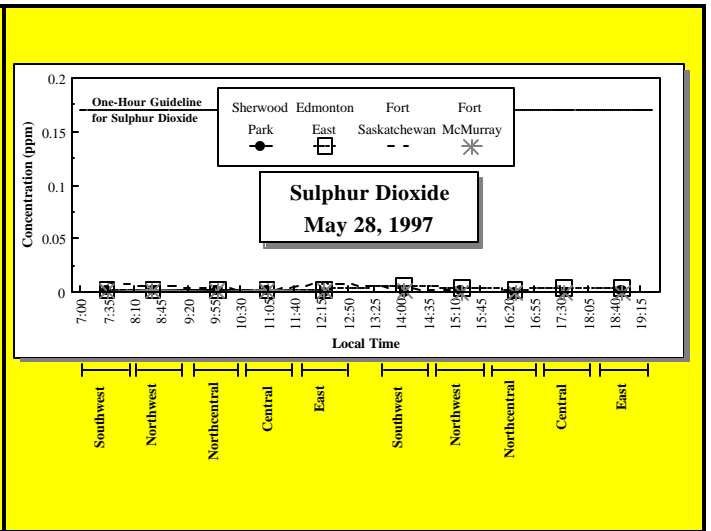 0.2
0.15
0.1
0.05
0
Concentration (ppm)
One-Hour Guideline
for Sulphur Dioxide
Sherwood Edmonton Fort Fort
Park East Saskatchewan McMurray
Sulphur Dioxide
May 28, 1997
7:00 7:35 8:10 8:45 9:20 9:55 10:30 11:05 11:40 12:15 12:50 13:25 14:00 14:35 15:10 15:45 16:20 16:55 17:30 18:05 18:40 19:15
Local Time
Southwest Northwest Northcentral Central East Southwest Northwest Northcentral Central East